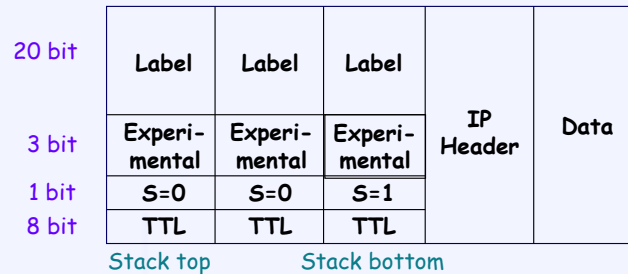 20 bit
Label Label Label
IP Header
Data
3 bit
Experi-
mental
Experi-
mental
Experi-
mental
1 bit
S=0 S=0 S=1
8 bit
TTL TTL TTL
Stack top Stack bottom